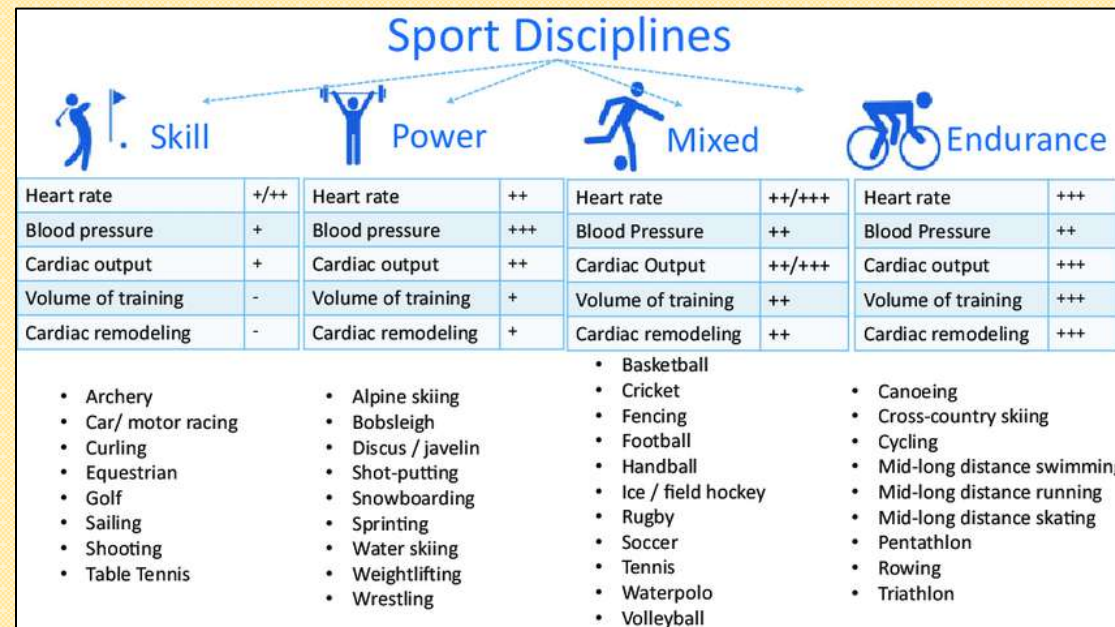 Sport Disciplines
Skill
Heart rate +/++
Blood pressure +
Cardiac output +
Volume of training -
Cardiac remodeling -
• Archery
• Car/ motor racing
• Curling
• Equestrian
• Golf
• Sailing
• Shooting
• Table Tennis
Power
Heart rate ++
Blood pressure +++
Cardiac output ++
Volume of training +
Cardiac remodeling +
• Alpine skiing
• Bobsleigh
• Discus / javelin
• Shot-putting
• Snowboarding
• Sprinting
• Water skiing
• Weightlifting
• Wrestling
Mixed
Heart rate ++/+++
Blood Pressure ++
Cardiac Output ++/+++
Volume of training ++
Cardiac remodeling ++
• Basketball
• Cricket
• Fencing
• Football
• Handball
• Ice / field hockey
• Rugby
• Soccer
• Tennis
• Waterpolo
• Volleyball
Endurance
Heart rate +++
Blood Pressure ++
Cardiac output +++
Volume of training +++
Cardiac remodeling +++
• Canoeing
• Cross-country skiing
• Cycling
• Mid-long distance swimming
• Mid-long distance running
• Mid-long distance skating
• Pentathlon
• Rowing
• Triathlon